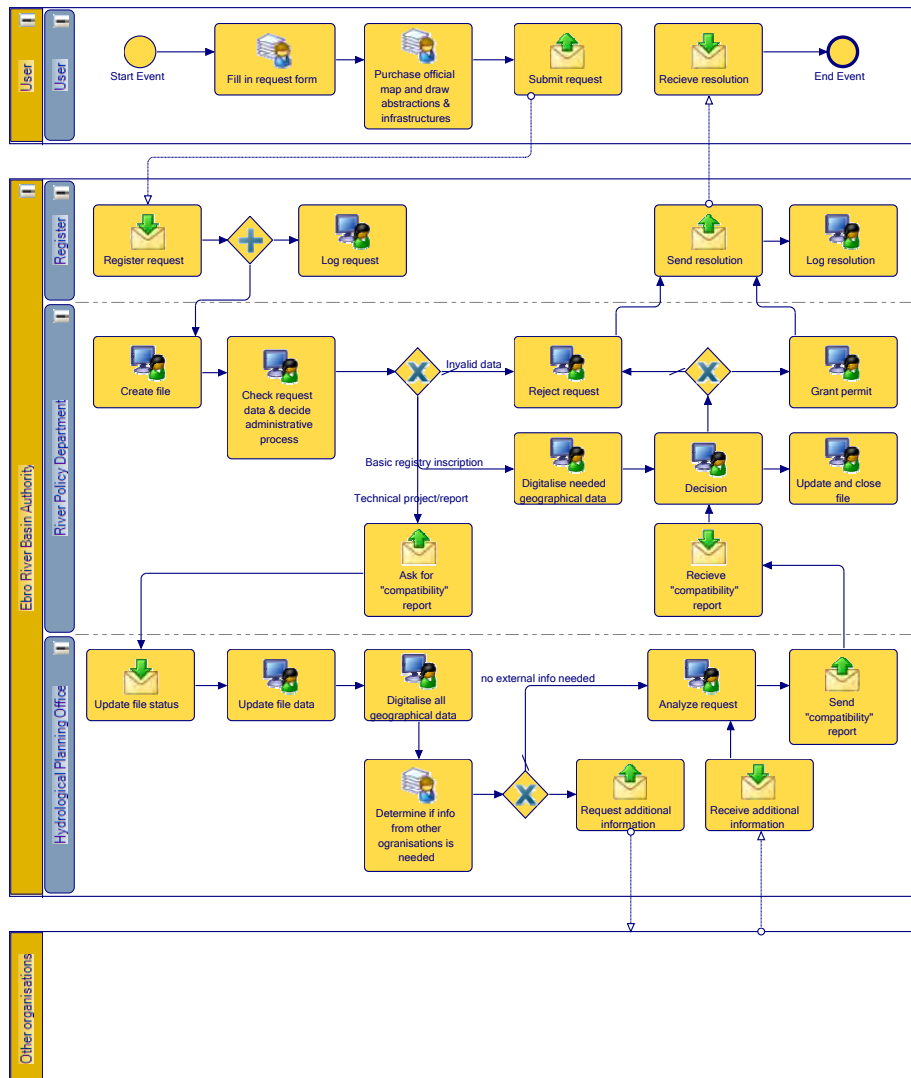 User
User
Start Event
Fill in request form
Purchase official
map and draw
abstractions &
infrastructures
Submit request
Recieve resolution
End Event
Ebro River Basin Authority
Register
Register request
Log request
Send resolution
Log resolution
River Policy Department
Create file
Check request
data & decide
administrative
process
Invalid data
Reject request
Grant permit
Basic registry inscription
Digitalise needed
geographical data
Decision
Update and close
file
Technical project/report
Ask for
"compatibility"
report
Recieve
"compatibility"
report
Hydrological Planning Office
Update file status
Update file data
Digitalise all
geographical data
no external info needed
Analyze request
Send
"compatibility"
report
Determine if info
from other
ogranisations is
needed
Request additional
information
Receive additional
information
Other organisations